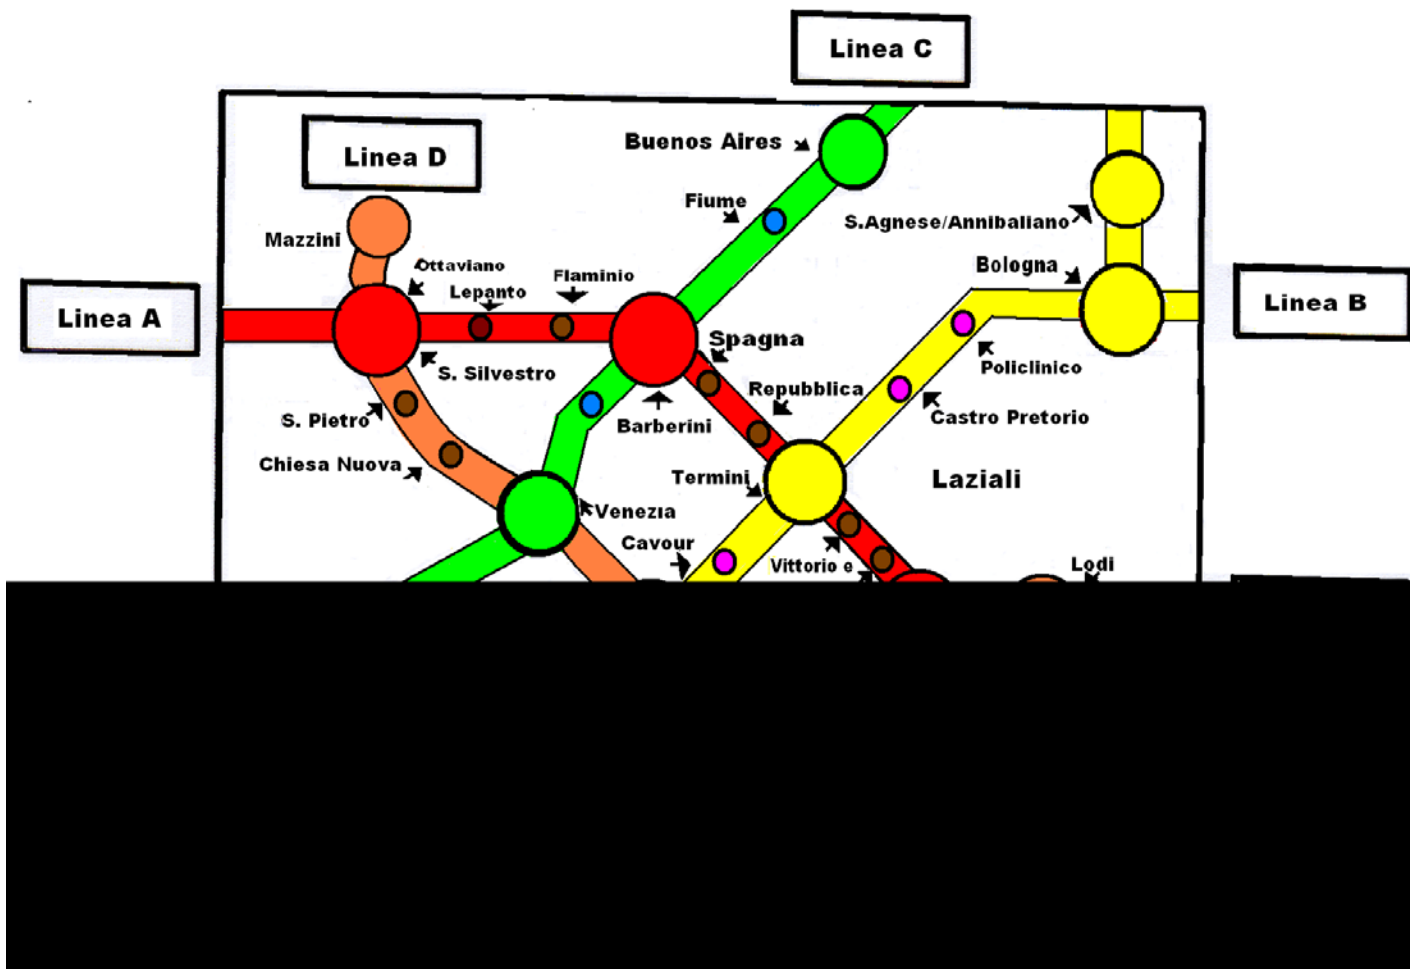 Linea C
Buenos Aires
Linea D
Fiume
S.Agnese/Annibaliano
Mazzini
Ottaviano
Flaminio
Bologna
Lepanto
Linea A
Linea B
Spagna
S. Silvestro
Policlinico
Repubblica
S. Pietro
Barberini
Castro Pretorio
Chiesa Nuova
Termini
Laziali
Venezia
Cavour
Vittorio e
Lodi